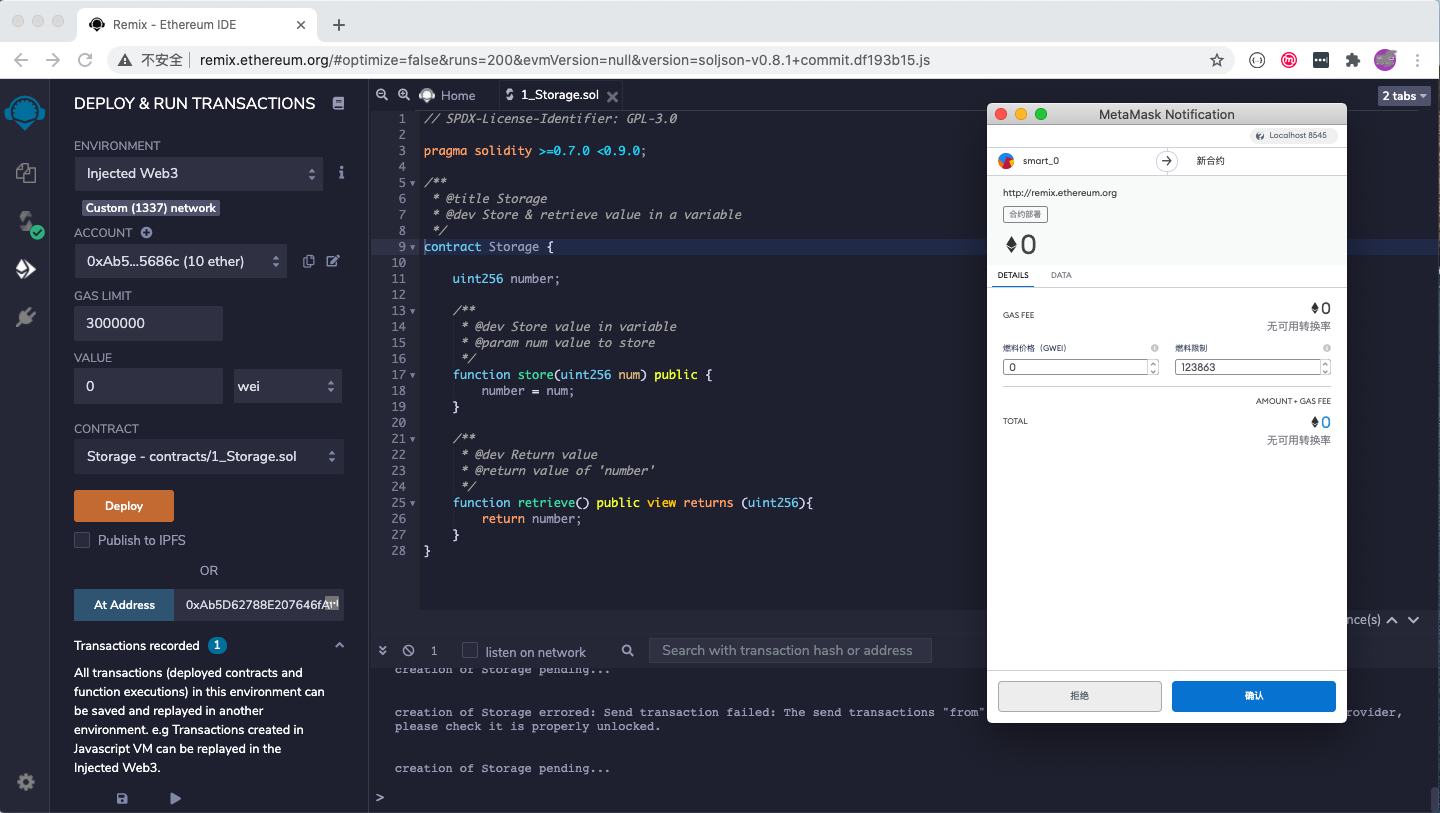 Remix - Ethereum IDE
不安全
remix.ethereum.org/#optimize=false&runs=200&evmVersion=null&version=soljson-v0.8.1+commit.df193b15.js
DEPLOY & RUN TRANSACTIONS
ENVIRONMENT
Injected Web3
Custom (1337) network
ACCOUNT
0xAb5...5686c (10 ether)
GAS LIMIT
3000000
VALUE
0
wei
CONTRACT
Storage - contracts/1_Storage.sol
Deploy
Publish to IPFS
OR
At Address
0xAb5D62788E207646fA
Transactions recorded 1
All transactions (deployed contracts and
function executions) in this environment can
be saved and replayed in another
environment. e.g Transactions created in
Javascript VM can be replayed in the
Injected Web3.
Home
1_Storage.sol
2 tabs
1 // SPDX-License-Identifier: GPL-3.0
2
3 pragma solidity >=0.7.0 <0.9.0;
4
5 /**
6 * @title Storage
7 * @dev Store & retrieve value in a variable
8 */
9 contract Storage {
10
11 uint256 number;
12
13 /**
14 * @dev Store value in variable
15 * @param num value to store
16 */
17 function store(uint256 num) public {
18 number = num;
19 }
20
21 /**
22 * @dev Return value
23 * @return value of 'number'
24 */
25 function retrieve() public view returns (uint256){
26 return number;
27 }
28 }
nce(s)
1
listen on network
Search with transaction hash or address
creation of Storage pending...
creation of Storage errored: Send transaction failed: The send transactions "from" rovider,
please check it is properly unlocked.
creation of Storage pending...
>
MetaMask Notification
Localhost 8545
smart_0
新合约
http://remix.ethereum.org
合约部署
0
DETAILS
DATA
GAS FEE
0
无可用转换率
燃料价格（GWEI）
燃料限制
0
123863
AMOUNT + GAS FEE
TOTAL
0
无可用转换率
拒绝
确认